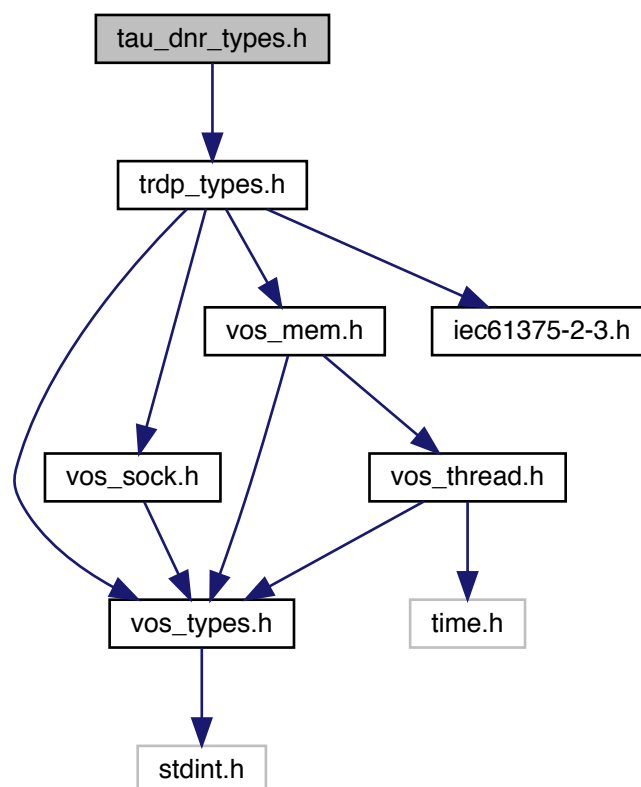 tau_dnr_types.h
trdp_types.h
vos_mem.h
iec61375-2-3.h
vos_sock.h
vos_thread.h
vos_types.h
time.h
stdint.h